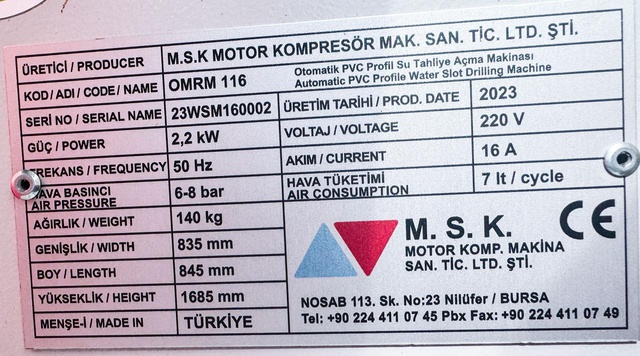 ÜRETİCİ / PRODUCER M.S.K MOTOR KOMPRESÖR MAK. SAN. TİC. LTD. ŞTİ.
KOD / ADI / CODE / NAME OMRM 116 Otomatik PVC Profil Su Tahliye Açma Makinası
Automatic PVC Profile Water Slot Drilling Machine
SERI NO / SERIAL NAME 23WSM160002 ÜRETİM TARİHİ / PROD. DATE 2023
GÜÇ / POWER 2,2 kW VOLTAJ / VOLTAGE 220 V
FREKANS / FREQUENCY 50 Hz AKIM / CURRENT 16 A
HAVA BASINCI 6-8 bar HAVA TÜKETİMİ 7 lt / cycle
AIR PRESSURE AIR CONSUMPTION
AĞIRLIK / WEIGHT 140 kg
GENİŞLİK / WIDTH 835 mm
BOY / LENGTH 845 mm
YÜKSEKLİK / HEIGHT 1685 mm
MENŞE-İ / MADE IN TÜRKİYE
M. S. K. CE
MOTOR KOMP. MAKİNA
SAN. TİC. LTD. ŞTİ.
NOSAB 113. Sk. No:23 Nilüfer / BURSA
Tel: +90 224 411 07 45 Pbx Fax: +90 224 411 07 49